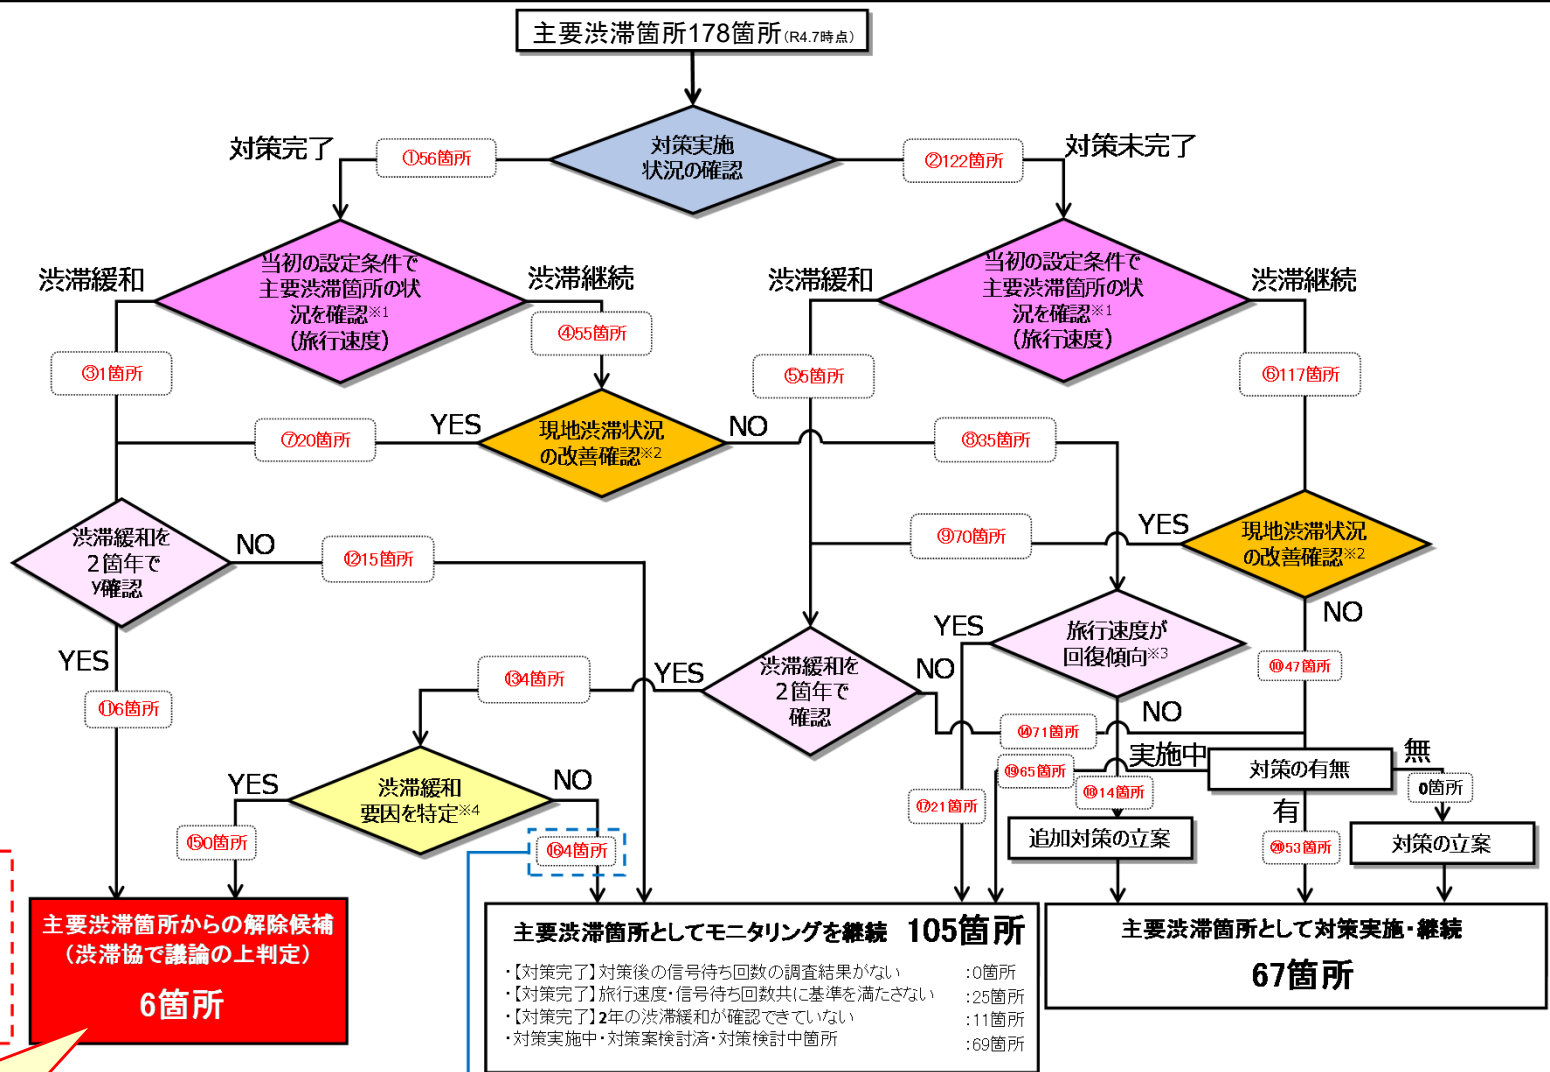 主要渋滞箇所178箇所(R4.7時点)
対策実施
状況の確認
対策完了
①56箇所
②122箇所
対策未完了
当初の設定条件で
主要渋滞箇所の状
況を確認※1
(旅行速度)
渋滞緩和
渋滞継続
③1箇所
④55箇所
当初の設定条件で
主要渋滞箇所の状
況を確認※1
(旅行速度)
渋滞緩和
渋滞継続
⑤5箇所
⑥117箇所
現地渋滞状況
の改善確認※2
YES
⑦20箇所
NO
⑧35箇所
現地渋滞状況
の改善確認※2
YES
⑨70箇所
NO
⑩47箇所
渋滞緩和を
2箇年で
y確認
NO
⑫15箇所
YES
⑪6箇所
旅行速度が
回復傾向※3
YES
NO
渋滞緩和を
2箇年で
確認
YES
⑬4箇所
NO
⑭71箇所
対策の有無
実施中
⑲65箇所
無
0箇所
有
⑳53箇所
⑰21箇所
⑱14箇所
追加対策の立案
対策の立案
渋滞緩和
要因を特定※4
YES
⑮0箇所
NO
⑯4箇所
主要渋滞箇所からの解除候補
(渋滞協で議論の上判定)
6箇所
主要渋滞箇所としてモニタリングを継続 105箇所
・【対策完了】対策後の信号待ち回数の調査結果がない :0箇所
・【対策完了】旅行速度・信号待ち回数共に基準を満たさない :25箇所
・【対策完了】2年の渋滞緩和が確認できていない :11箇所
・対策実施中・対策案検討済・対策検討中箇所 :69箇所
主要渋滞箇所として対策実施・継続
67箇所